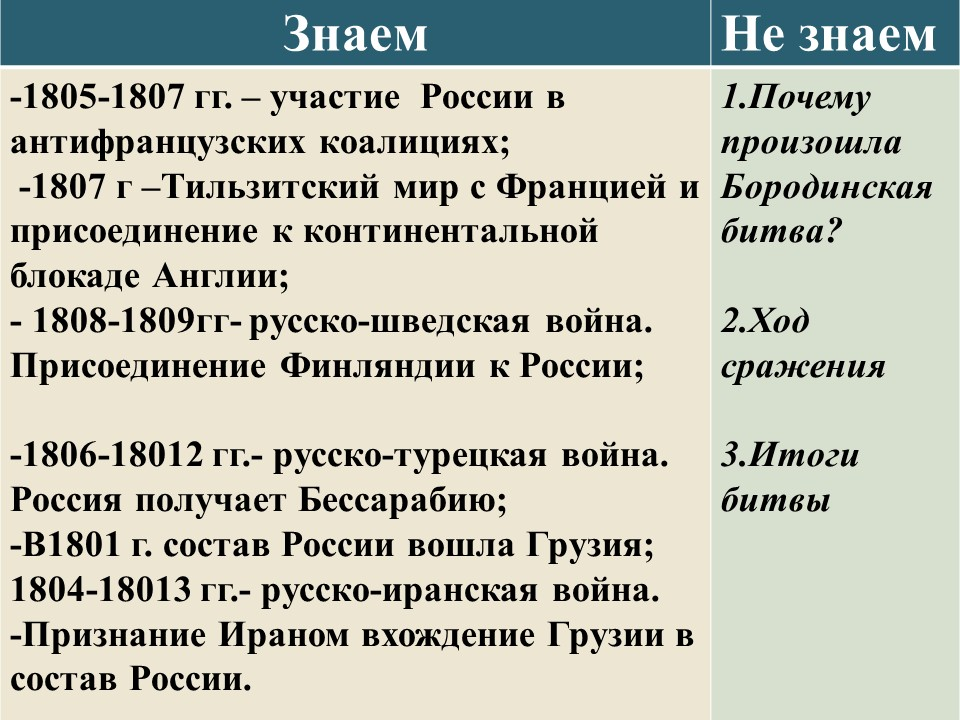 Знаем
Не знаем
-1805-1807 гг. – участие России в
антифранцузских коалициях;
-1807 г –Тильзитский мир с Францией и
присоединение к континентальной
блокаде Англии;
- 1808-1809гг- русско-шведская война.
Присоединение Финляндии к России;
-1806-18012 гг.- русско-турецкая война.
Россия получает Бессарабию;
-В1801 г. состав России вошла Грузия;
1804-18013 гг.- русско-иранская война.
-Признание Ираном вхождение Грузии в
состав России.
1.Почему
произошла
Бородинская
битва?
2.Ход
сражения
3.Итоги
битвы